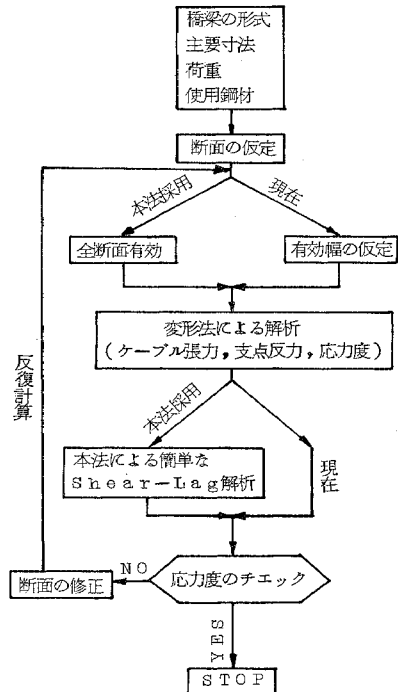 橋梁の形式
主要寸法
荷重
使用鋼材
断面の仮定
本法採用
現在
全断面有効
有効幅の仮定
変形法による解析
(ケーブル張力,支点反力,応力度)
反復計算
本法採用
現在
本法による簡単な
Shear-Lag解析
応力度のチェック
NO
断面の修正
YES
STOP